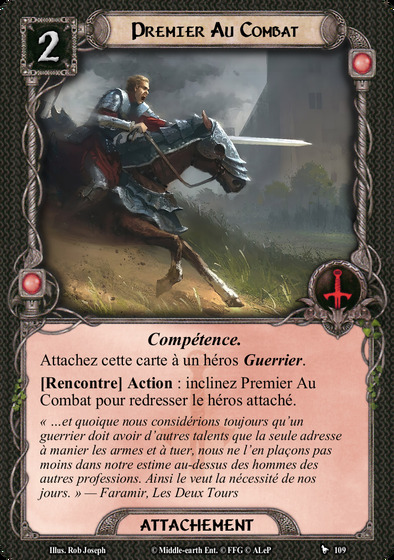 Premier Au Combat
2
Compétence.
Attachez cette carte à un héros Guerrier.
[Rencontre] Action : inclinez Premier Au
Combat pour redresser le héros attaché.
« …et quoique nous considérions toujours qu'un
guerrier doit avoir d'autres talents que la seule adresse
à manier les armes et à tuer, nous ne l'en plaçons pas
moins dans notre estime au-dessus des hommes des
autres professions. Ainsi le veut la nécessité de nos
jours. » — Faramir, Les Deux Tours
ATTACHEMENT
Illus. Rob Joseph © Middle-earth Ent. © FFG © ALeP 109